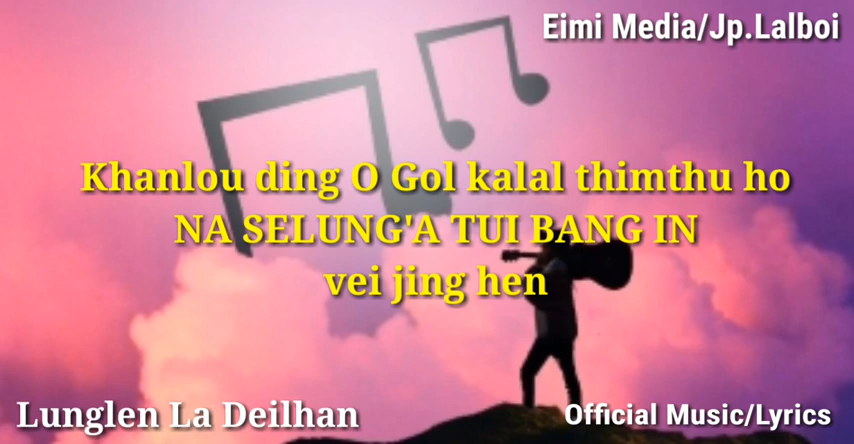 Eimi Media/Jp.Lalboi
Khanlou ding O Gol kalal thimthu ho
NA SELUNG'A TUI BANG IN
vei jing hen
Lunglen La Deilhan
Official Music/Lyrics